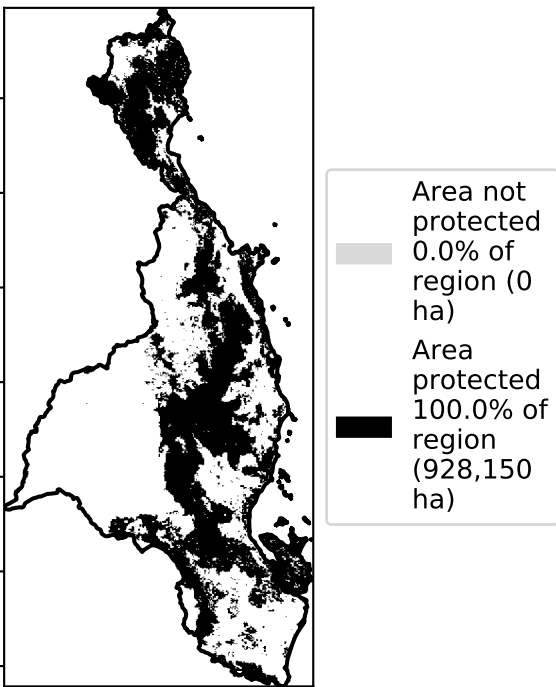 Area not
protected
0.0% of
region (0
ha)
Area
protected
100.0% of
region
(928,150
ha)